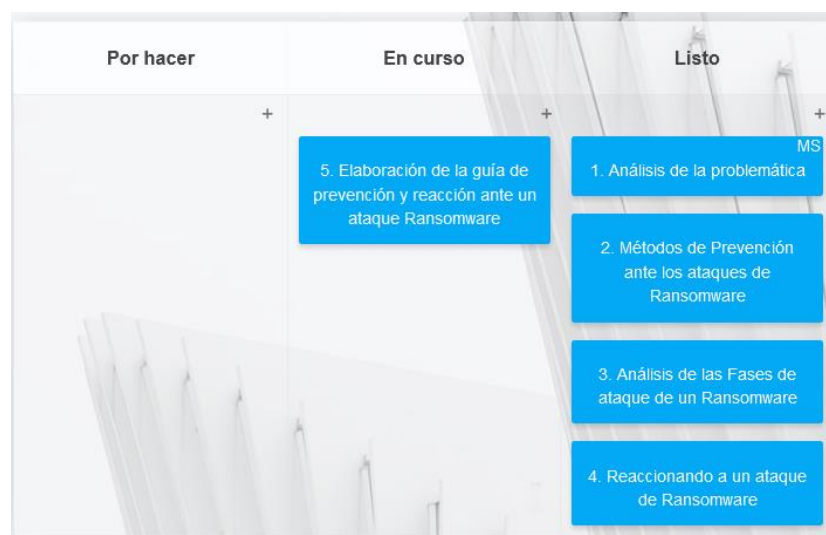 Por hacer
En curso
Listo
+
+
+
5. Elaboración de la guía de
prevención y reacción ante un
ataque Ransomware
MS
1. Análisis de la problemática
2. Métodos de Prevención
ante los ataques de
Ransomware
3. Análisis de las Fases de
ataque de un Ransomware
4. Reaccionando a un ataque
de Ransomware